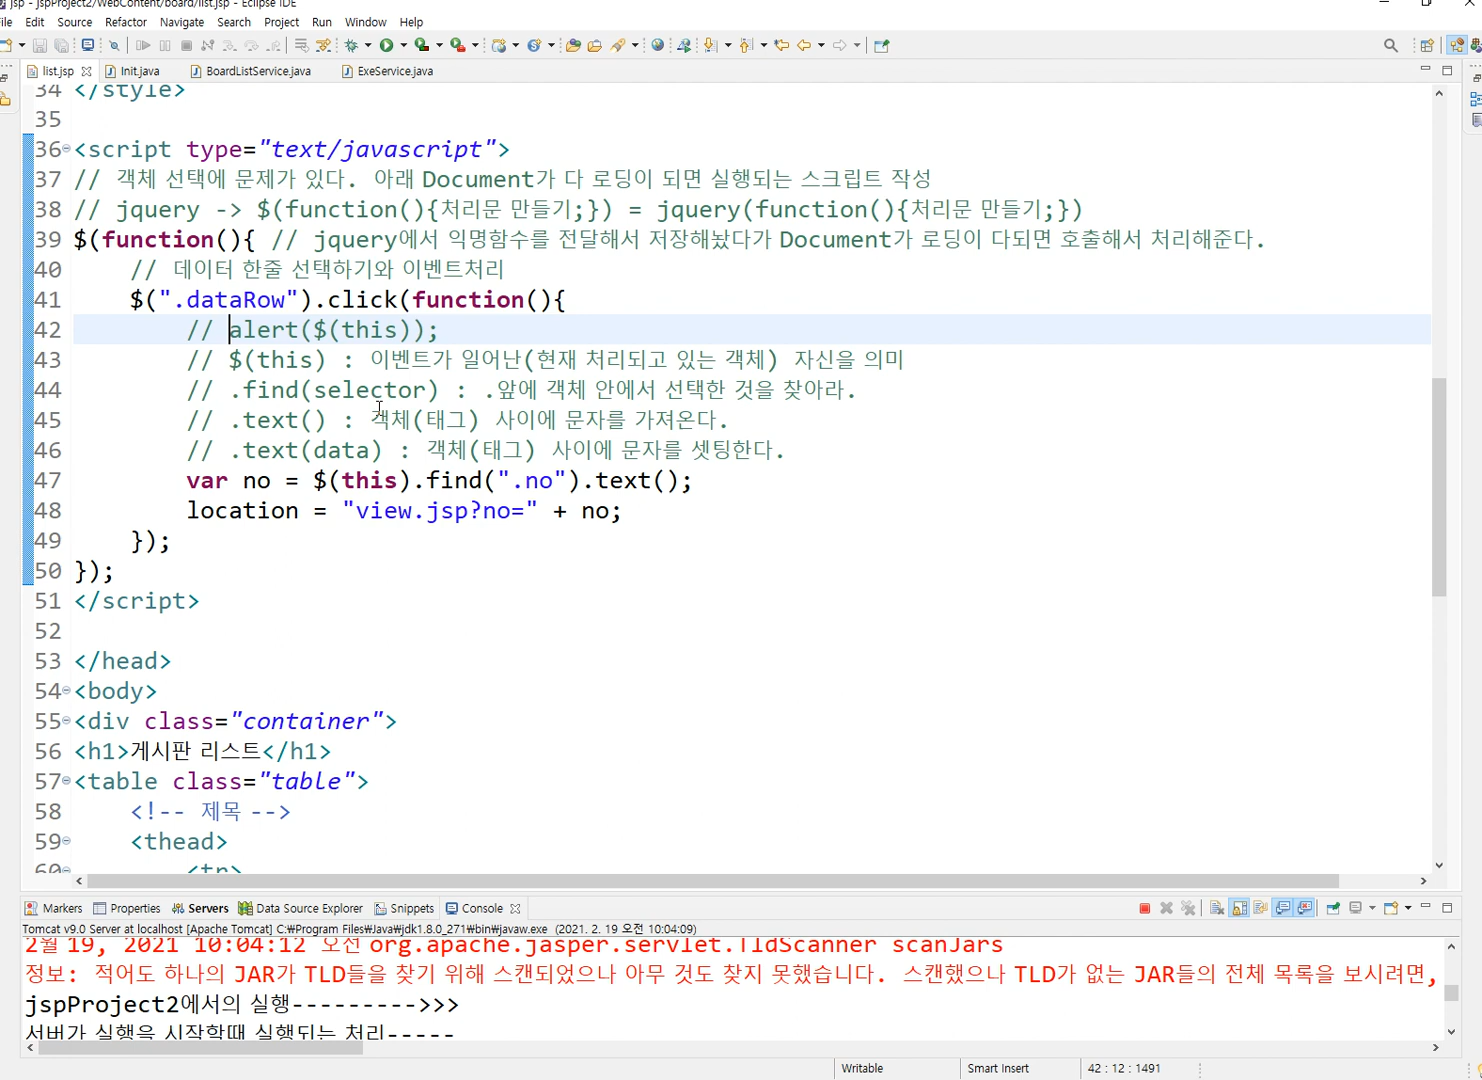 jsp - jspProject2/WebContent/board/list.jsp - Eclipse IDE
File Edit Source Refactor Navigate Search Project Run Window Help
list.jsp Init.java BoardListService.java ExeService.java
34 </style>
35
36 <script type="text/javascript">
37 // 객체 선택에 문제가 있다. 아래 Document가 다 로딩이 되면 실행되는 스크립트 작성
38 // jquery -> $(function(){처리문 만들기;}) = jquery(function(){처리문 만들기;})
39 $(function(){ // jquery에서 익명함수를 전달해서 저장해놨다가 Document가 로딩이 다되면 호출해서 처리해준다.
40 // 데이터 한줄 선택하기와 이벤트처리
41 $(".dataRow").click(function(){
42 // alert($(this));
43 // $(this) : 이벤트가 일어난(현재 처리되고 있는 객체) 자신을 의미
44 // .find(selector) : .앞에 객체 안에서 선택한 것을 찾아라.
45 // .text() : 객체(태그) 사이에 문자를 가져온다.
46 // .text(data) : 객체(태그) 사이에 문자를 셋팅한다.
47 var no = $(this).find(".no").text();
48 location = "view.jsp?no=" + no;
49 });
50 });
51 </script>
52
53 </head>
54 <body>
55 <div class="container">
56 <h1>게시판 리스트</h1>
57 <table class="table">
58 <!-- 제목 -->
59 <thead>
60 <tr>
Markers Properties Servers Data Source Explorer Snippets Console
Tomcat v9.0 Server at localhost [Apache Tomcat] C:₩Program Files₩Java₩jdk1.8.0_271₩bin₩javaw.exe (2021. 2. 19 오전 10:04:09)
2월 19, 2021 10:04:12 오전 org.apache.jasper.servlet.TldScanner scanJars
정보: 적어도 하나의 JAR가 TLD들을 찾기 위해 스캔되었으나 아무 것도 찾지 못했습니다. 스캔했으나 TLD가 없는 JAR들의 전체 목록을 보시려면,
jspProject2에서의 실행--------->>>
서버가 실행을 시작할때 실행되는 처리-----
Writable Smart Insert 42 : 12 : 1491